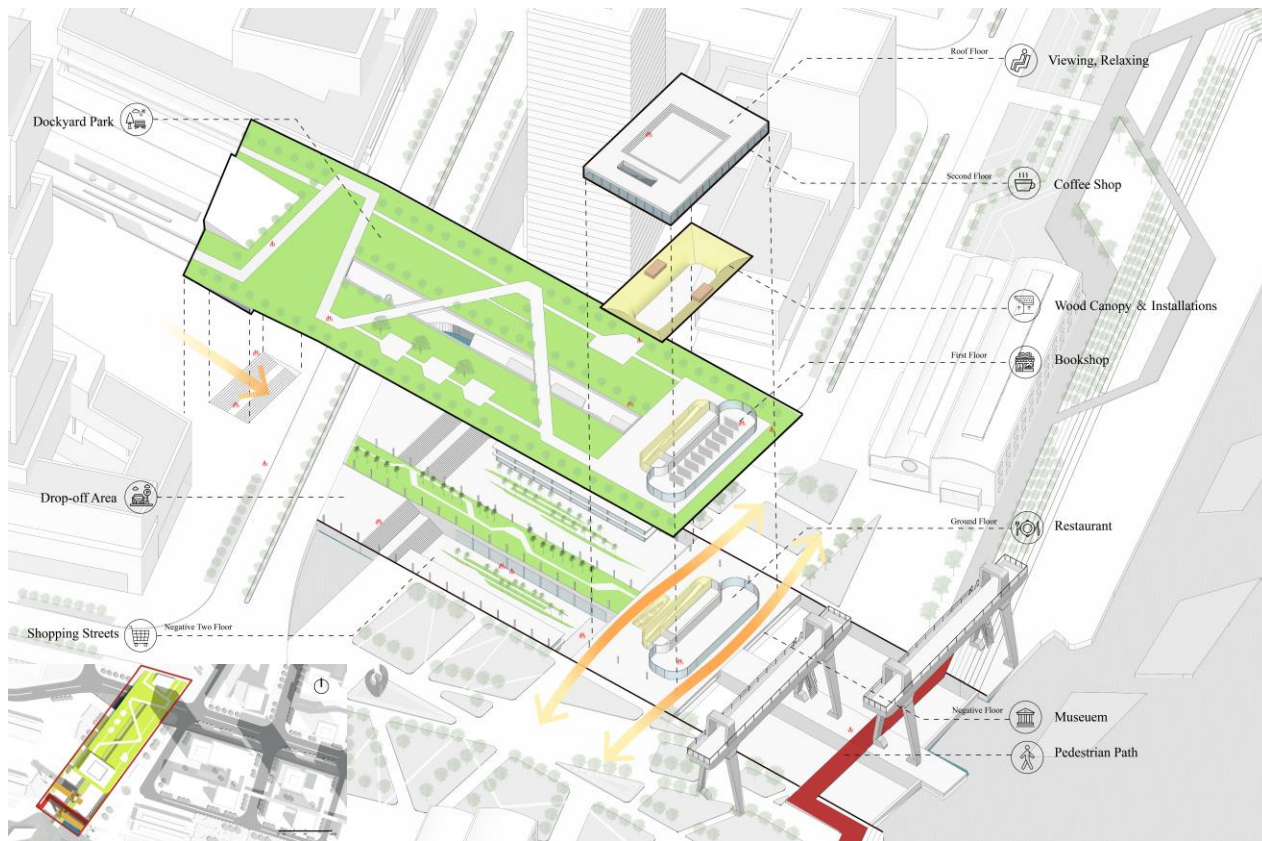 Roof Floor
Viewing, Relaxing
Dockyard Park
Second Floor
Coffee Shop
Wood Canopy & Installations
First Floor
Bookshop
Drop-off Area
Ground Floor
Restaurant
Shopping Streets
Negative Two Floor
Negative Floor
Museuem
Pedestrian Path